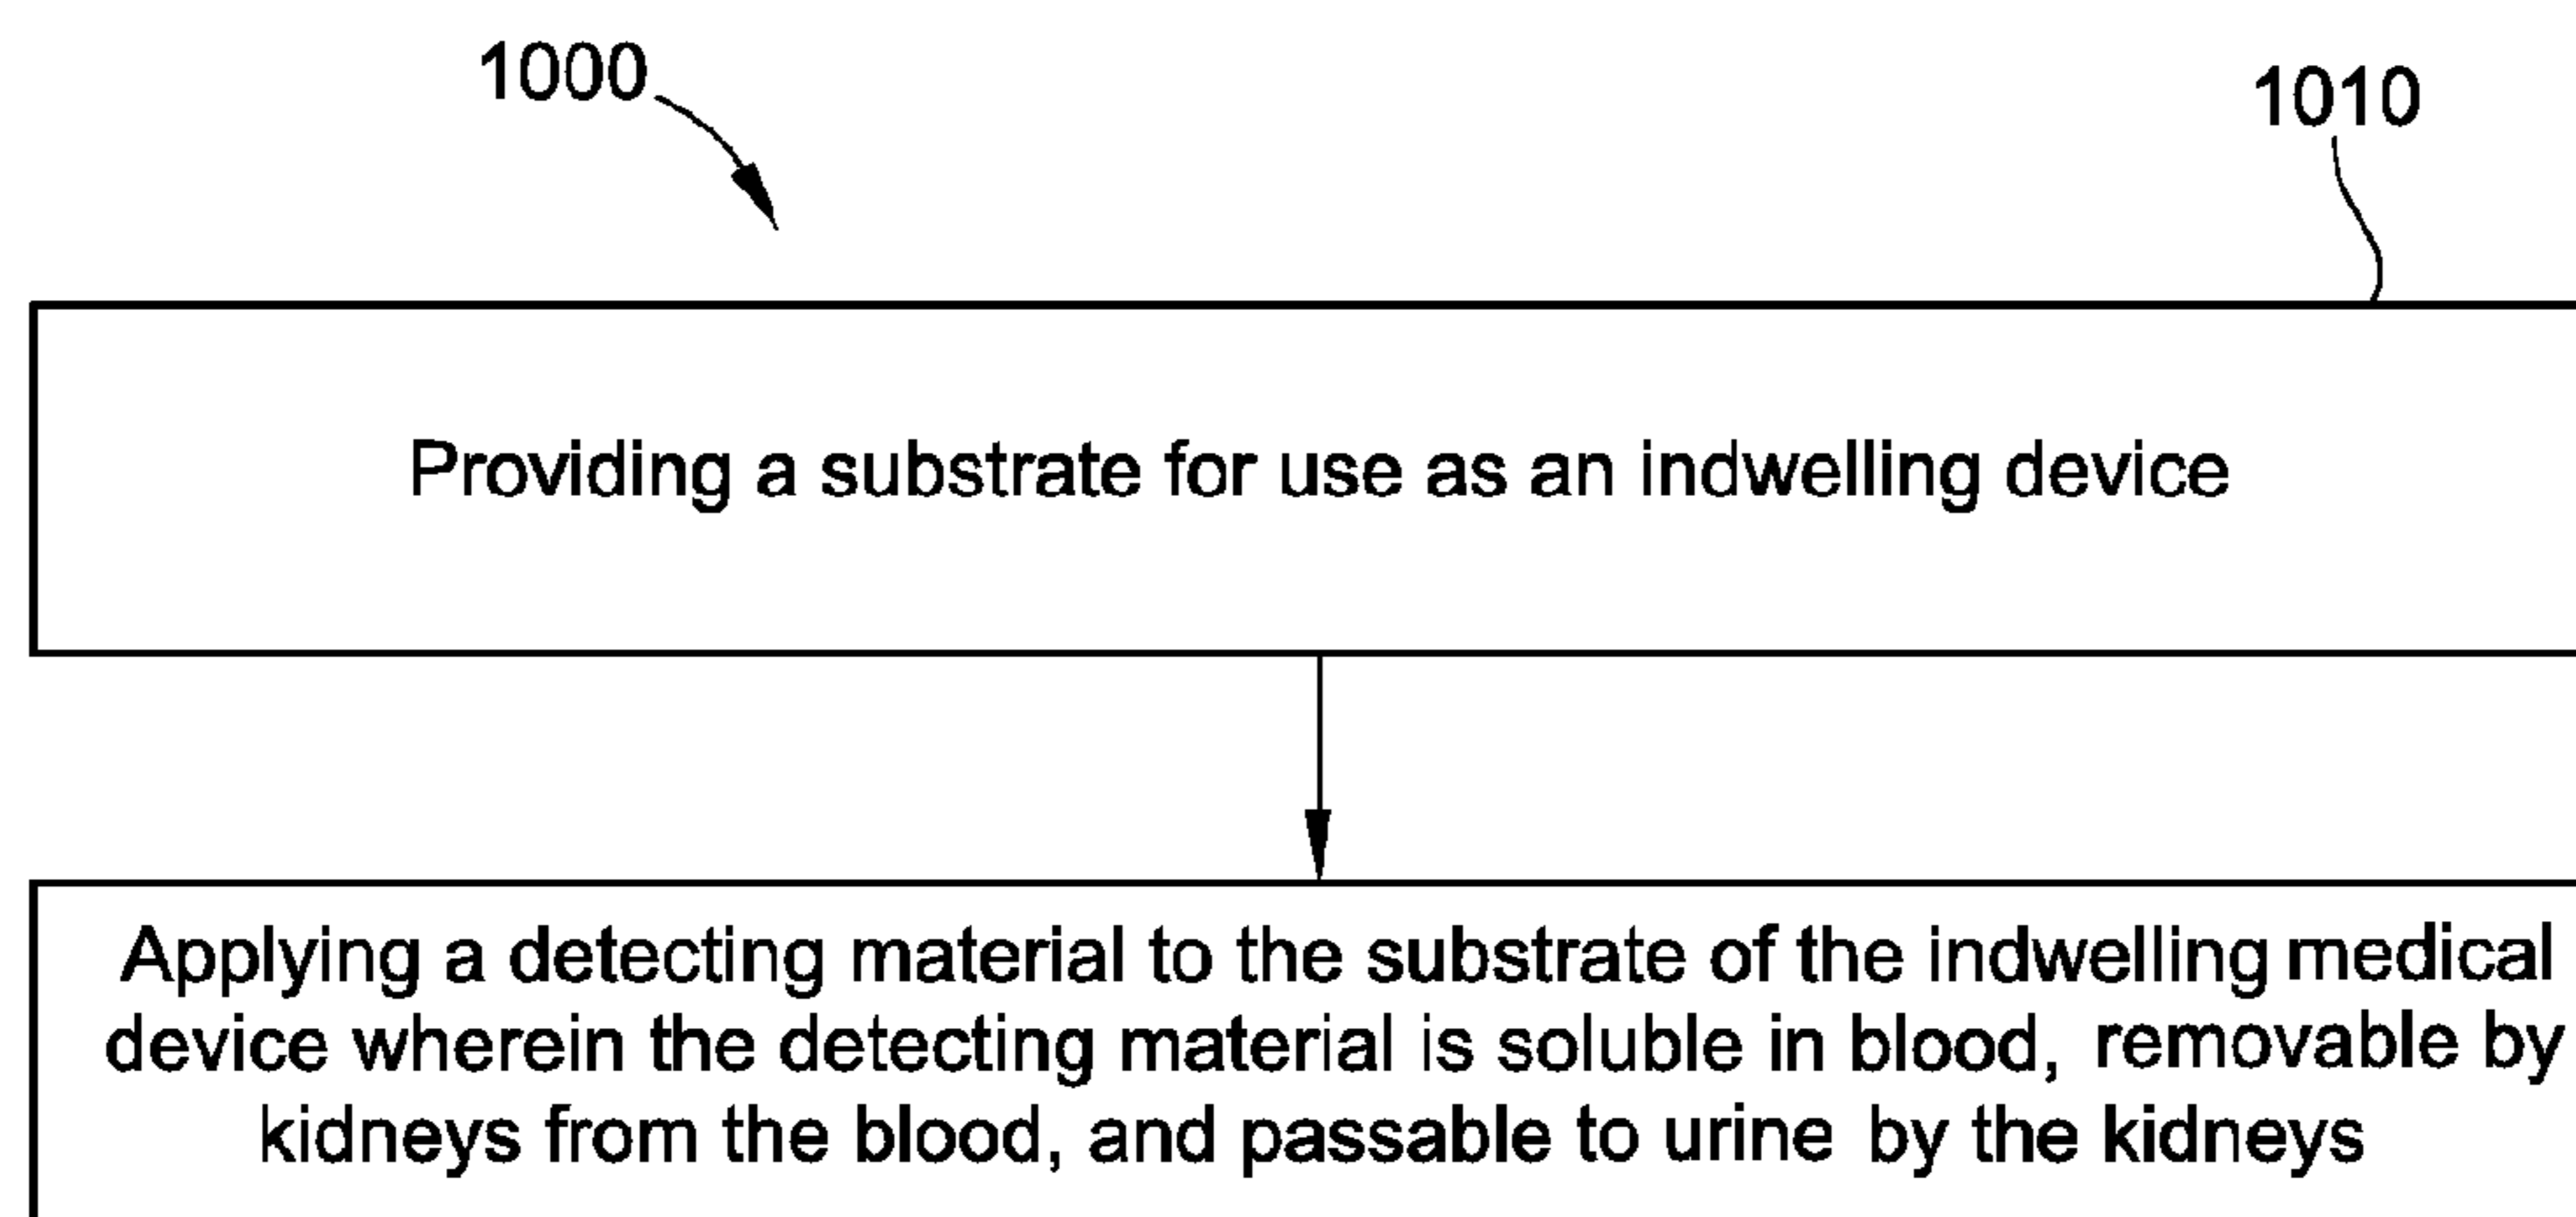 1000
1010
Providing a substrate for use as an indwelling device
Applying a detecting material to the substrate of the indwelling medical
device wherein the detecting material is soluble in blood, removable by
kidneys from the blood, and passable to urine by the kidneys